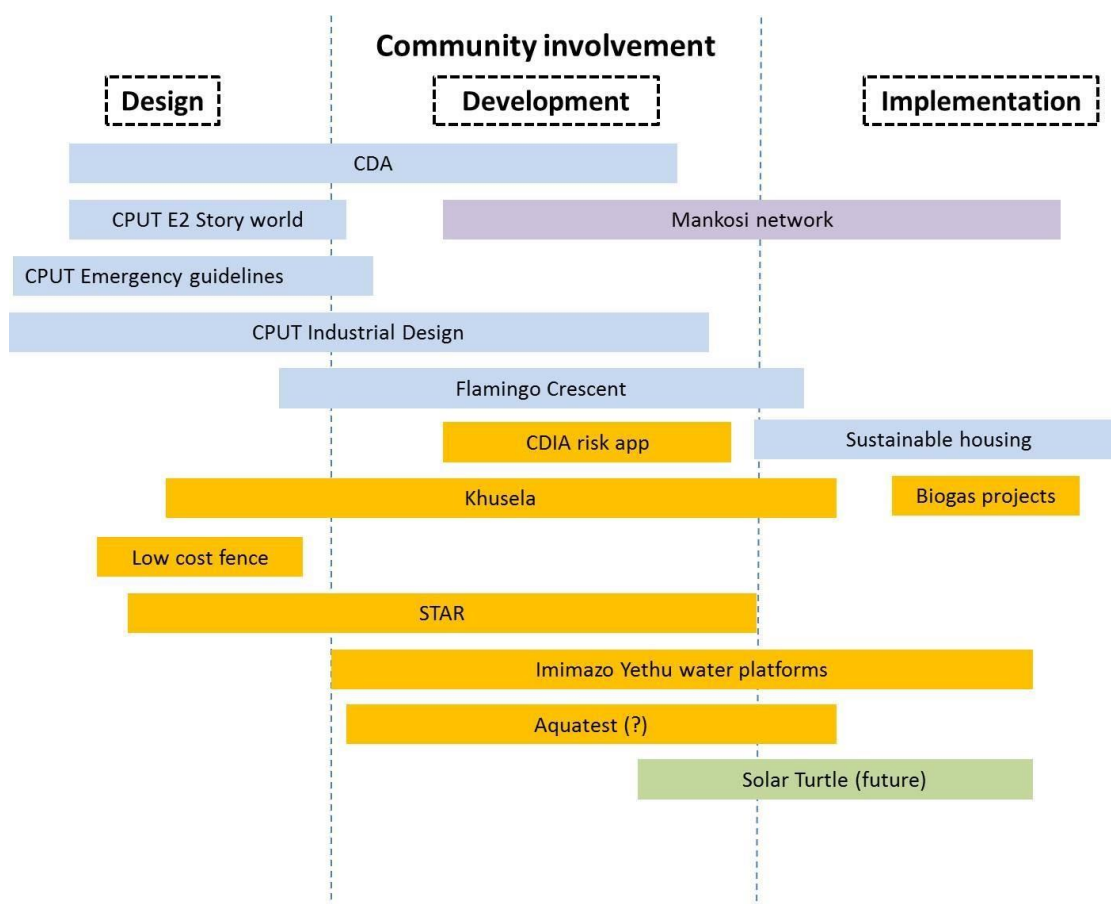 Community involvement
Design
Development
Implementation
CDA
CPUT E2 Story world
Mankosi network
CPUT Emergency guidelines
CPUT Industrial Design
Flamingo Crescent
CDIA risk app
Sustainable housing
Khusela
Biogas projects
Low cost fence
STAR
Imimazo Yethu water platforms
Aquatest (?)
Solar Turtle (future)